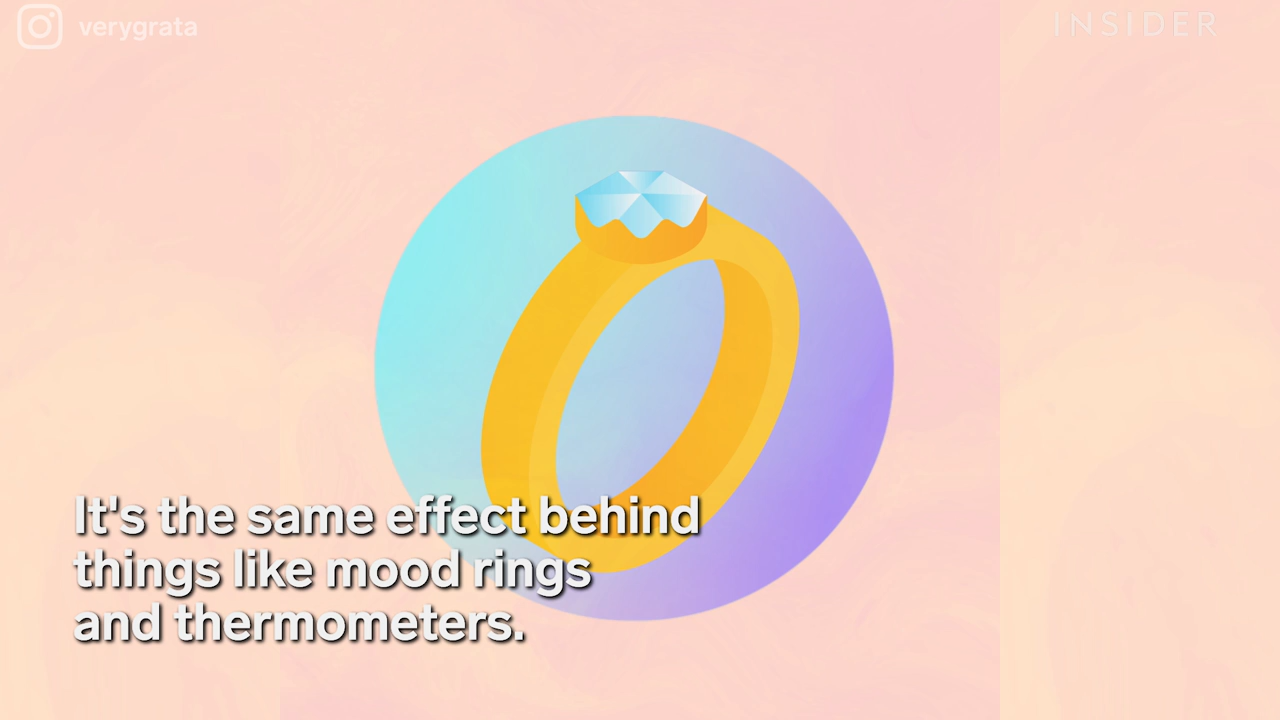 verygrata
INSIDER
It's the same effect behind
things like mood rings
and thermometers.